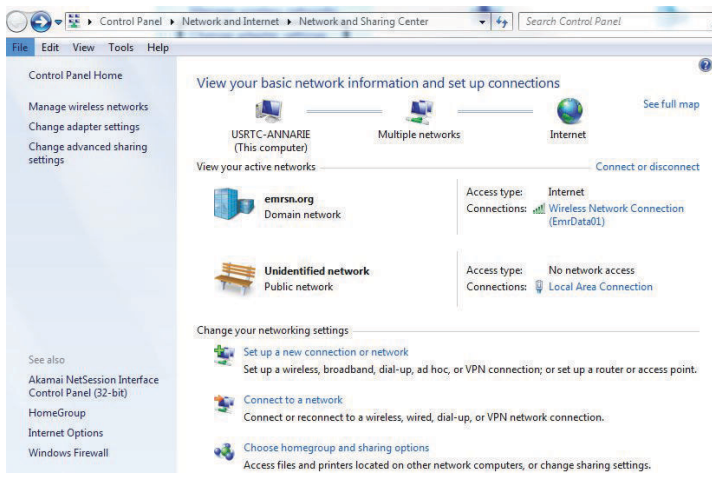 Control Panel ▸ Network and Internet ▸ Network and Sharing Center
Search Control Panel
File Edit View Tools Help
Control Panel Home
Manage wireless networks
Change adapter settings
Change advanced sharing
settings
See also
Akamai NetSession Interface
Control Panel (32-bit)
HomeGroup
Internet Options
Windows Firewall
View your basic network information and set up connections
See full map
USRTC-ANNARIE
(This computer)
Multiple networks
Internet
View your active networks
Connect or disconnect
emrsn.org
Domain network
Access type: Internet
Connections: Wireless Network Connection
(EmrData01)
Unidentified network
Public network
Access type: No network access
Connections: Local Area Connection
Change your networking settings
Set up a new connection or network
Set up a wireless, broadband, dial-up, ad hoc, or VPN connection; or set up a router or access point.
Connect to a network
Connect or reconnect to a wireless, wired, dial-up, or VPN network connection.
Choose homegroup and sharing options
Access files and printers located on other network computers, or change sharing settings.